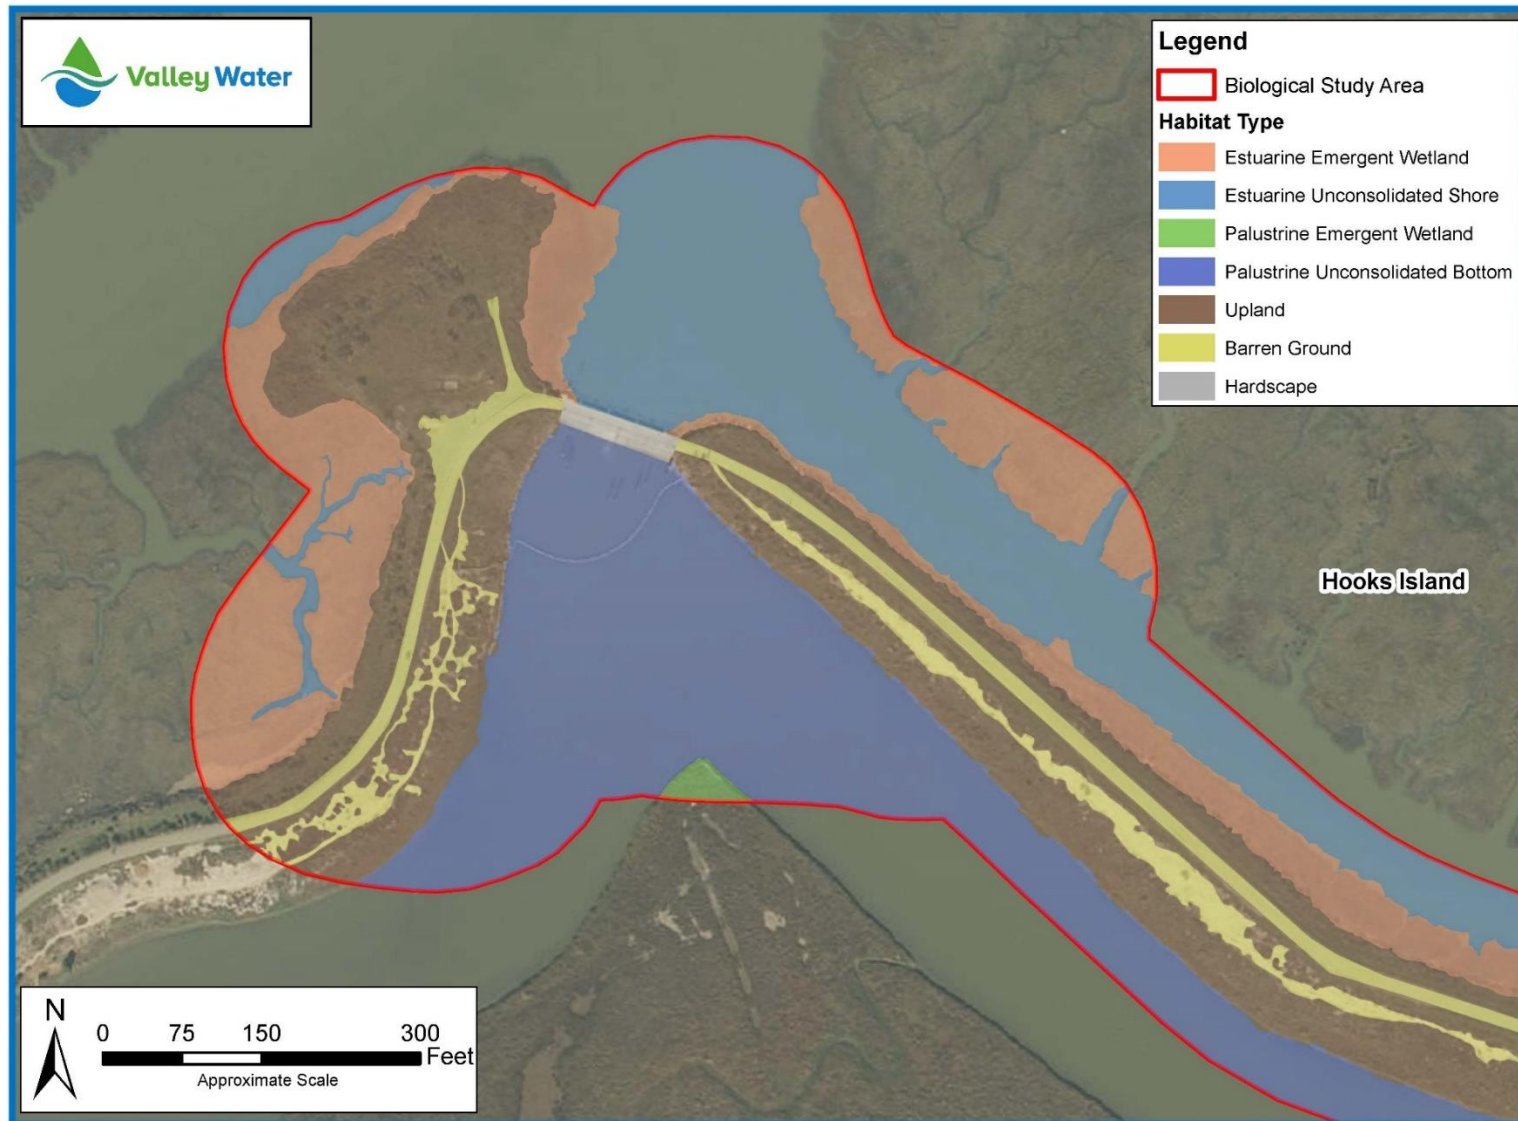 Valley Water
Legend
Biological Study Area
Habitat Type
Estuarine Emergent Wetland
Estuarine Unconsolidated Shore
Palustrine Emergent Wetland
Palustrine Unconsolidated Bottom
Upland
Barren Ground
Hardscape
Hooks Island
N
0 75 150 300
Feet
Approximate Scale